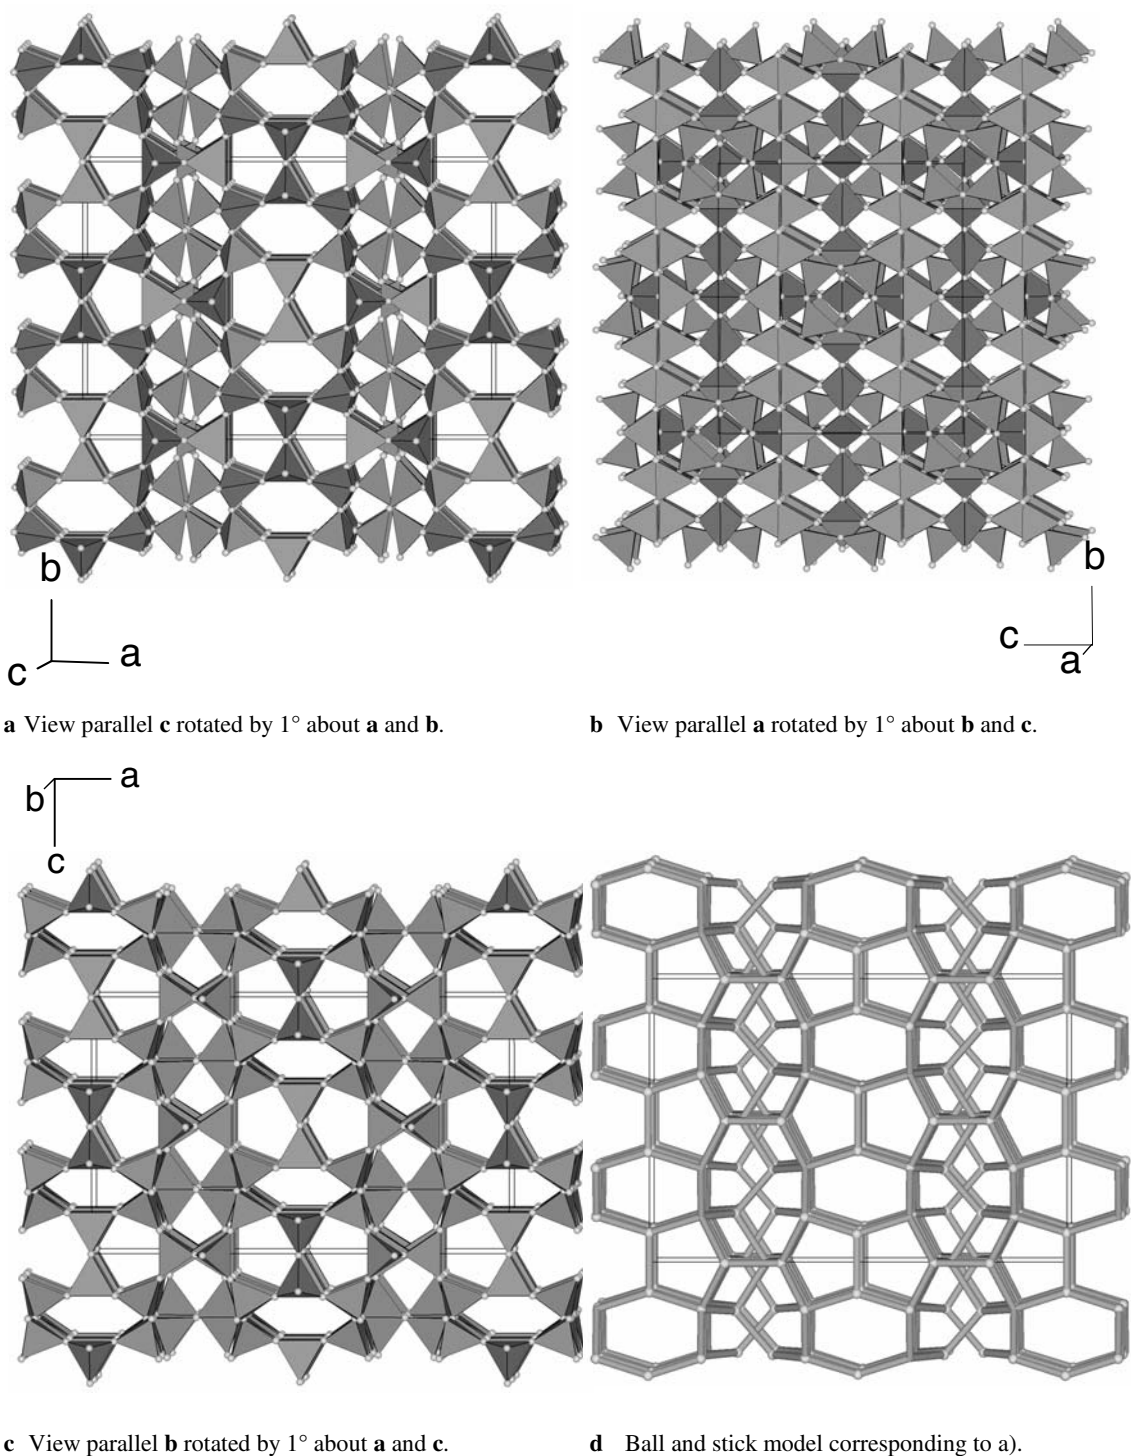 b
c
a
b
c
a
a View parallel c rotated by 1° about a and b.
b View parallel a rotated by 1° about b and c.
a
b
c
c View parallel b rotated by 1° about a and c.
d Ball and stick model corresponding to a).